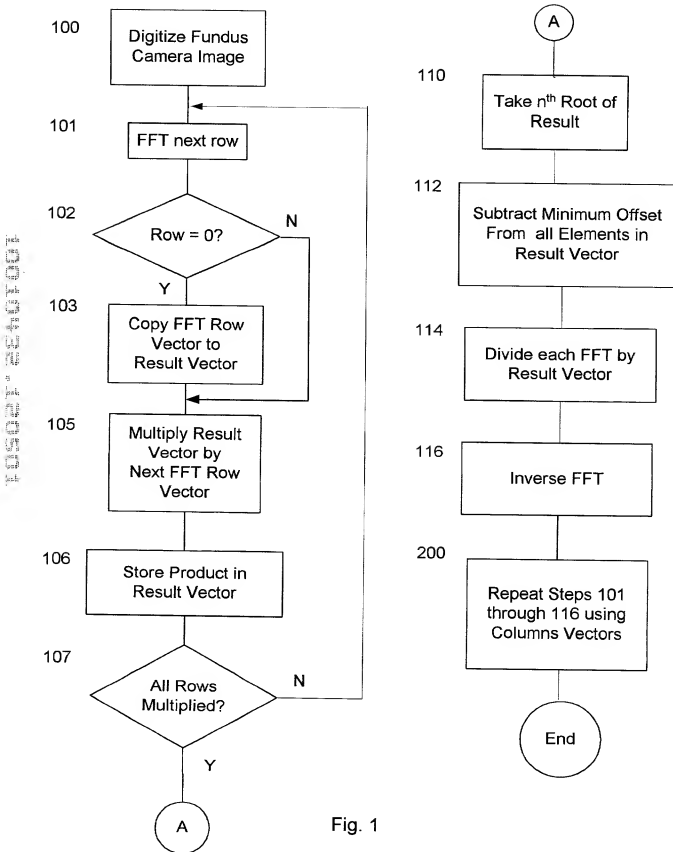 100
Digitize Fundus
Camera Image
101
FFT next row
102
Row = 0?
N
Y
103
Copy FFT Row
Vector to
Result Vector
105
Multiply Result
Vector by
Next FFT Row
Vector
106
Store Product in
Result Vector
107
All Rows
Multiplied?
N
Y
A
A
110
Take nth Root of
Result
112
Subtract Minimum Offset
From all Elements in
Result Vector
114
Divide each FFT by
Result Vector
116
Inverse FFT
200
Repeat Steps 101
through 116 using
Columns Vectors
End
Fig. 1